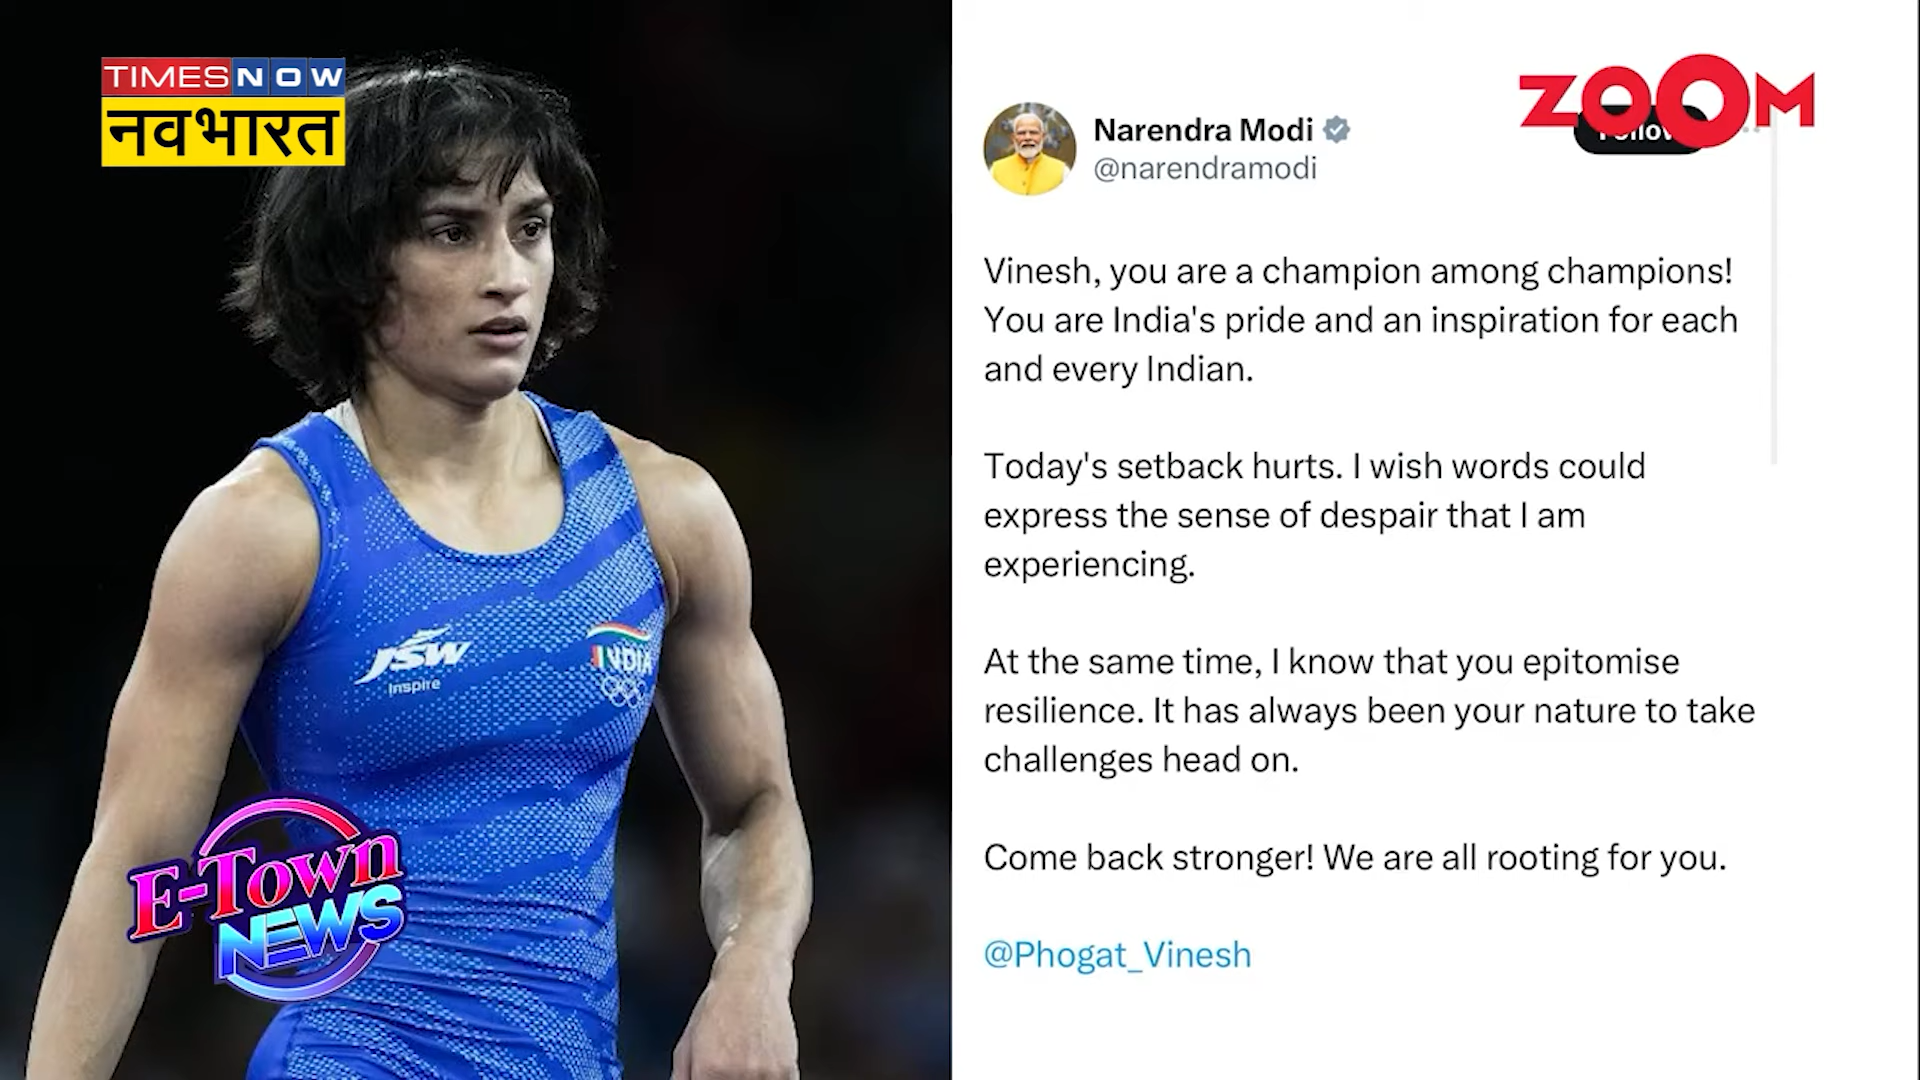 TIMES NOW
नवभारत
ZOOM
Narendra Modi
@narendramodi
Follow
Vinesh, you are a champion among champions!
You are India's pride and an inspiration for each
and every Indian.
Today's setback hurts. I wish words could
express the sense of despair that I am
experiencing.
At the same time, I know that you epitomise
resilience. It has always been your nature to take
challenges head on.
Come back stronger! We are all rooting for you.
@Phogat_Vinesh
JSW
Inspire
INDIA
E-TOWN
NEWS